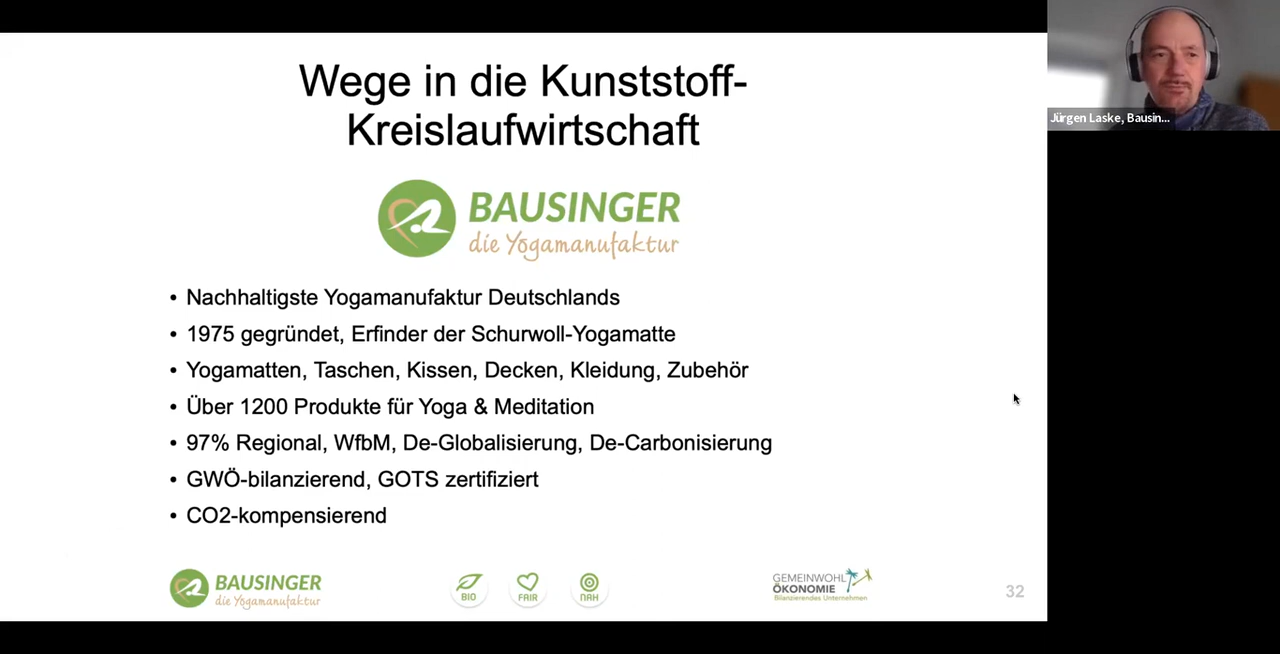 Wege in die Kunststoff-
Kreislaufwirtschaft
BAUSINGER
die Yogamanufaktur
• Nachhaltigste Yogamanufaktur Deutschlands
• 1975 gegründet, Erfinder der Schurwoll-Yogamatte
• Yogamatten, Taschen, Kissen, Decken, Kleidung, Zubehör
• Über 1200 Produkte für Yoga & Meditation
• 97% Regional, WfbM, De-Globalisierung, De-Carbonisierung
• GWÖ-bilanzierend, GOTS zertifiziert
• CO2-kompensierend
BAUSINGER
die Yogamanufaktur
BIO
FAIR
NAH
GEMEINWOHL
ÖKONOMIE
Bilanzierendes Unternehmen
32
Jürgen Laske, Bausin...